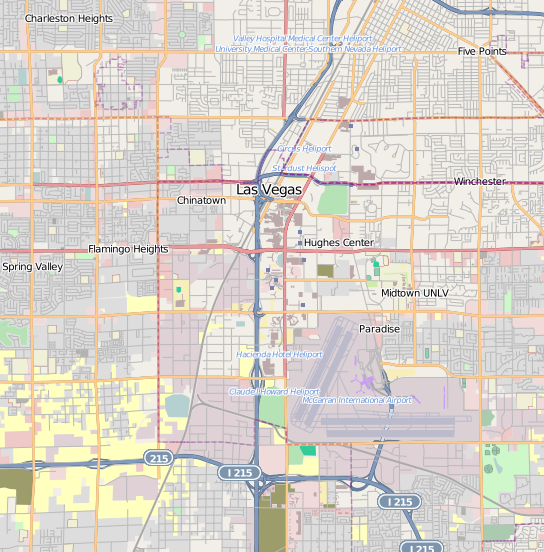 Charleston Heights
Valley Hospital Medical Center Heliport
University Medical Center Southern Nevada Heliport
Five Points
Circus Heliport
Stardust Helispot
Winchester
Las Vegas
Chinatown
Hughes Center
Flamingo Heights
Spring Valley
Midtown UNLV
Paradise
Hacienda Hotel Heliport
Claude I Howard Heliport
McCarran International Airport
215
I 215
I 215
I 215